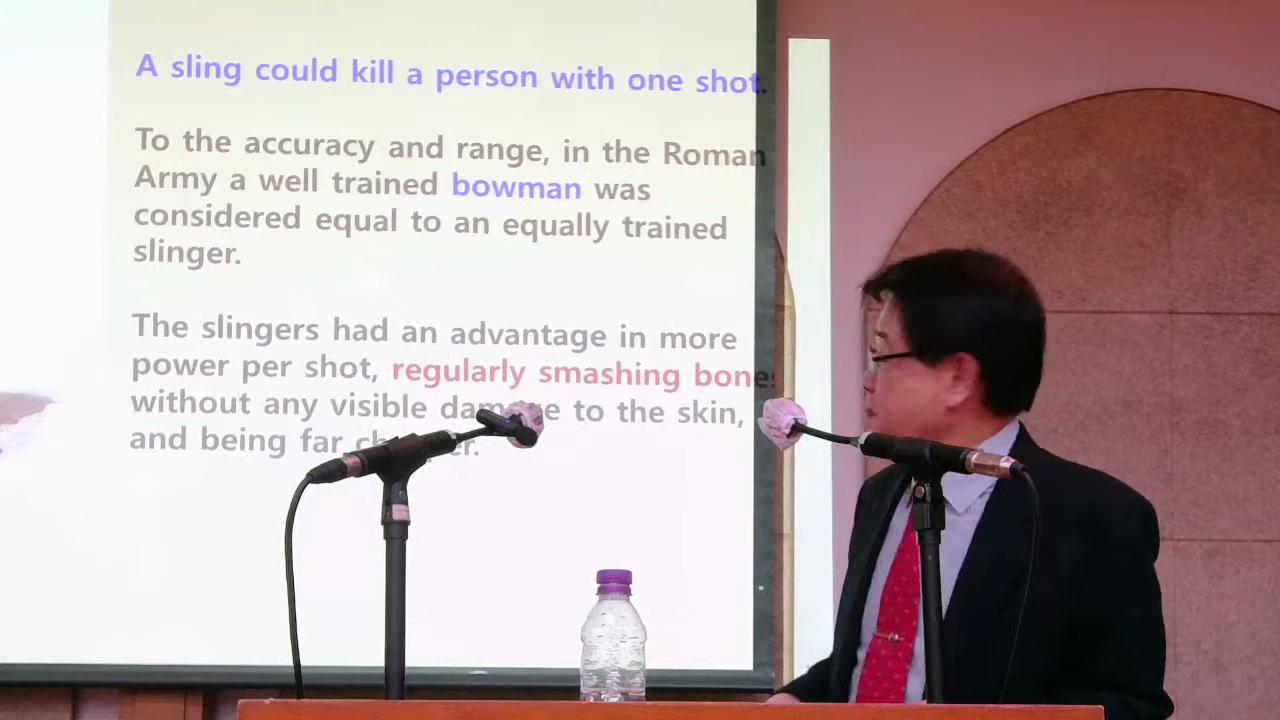 A sling could kill a person with one shot.
To the accuracy and range, in the Roman
Army a well trained bowman was
considered equal to an equally trained
slinger.
The slingers had an advantage in more
power per shot, regularly smashing bones
without any visible damage to the skin,
and being far cheaper.